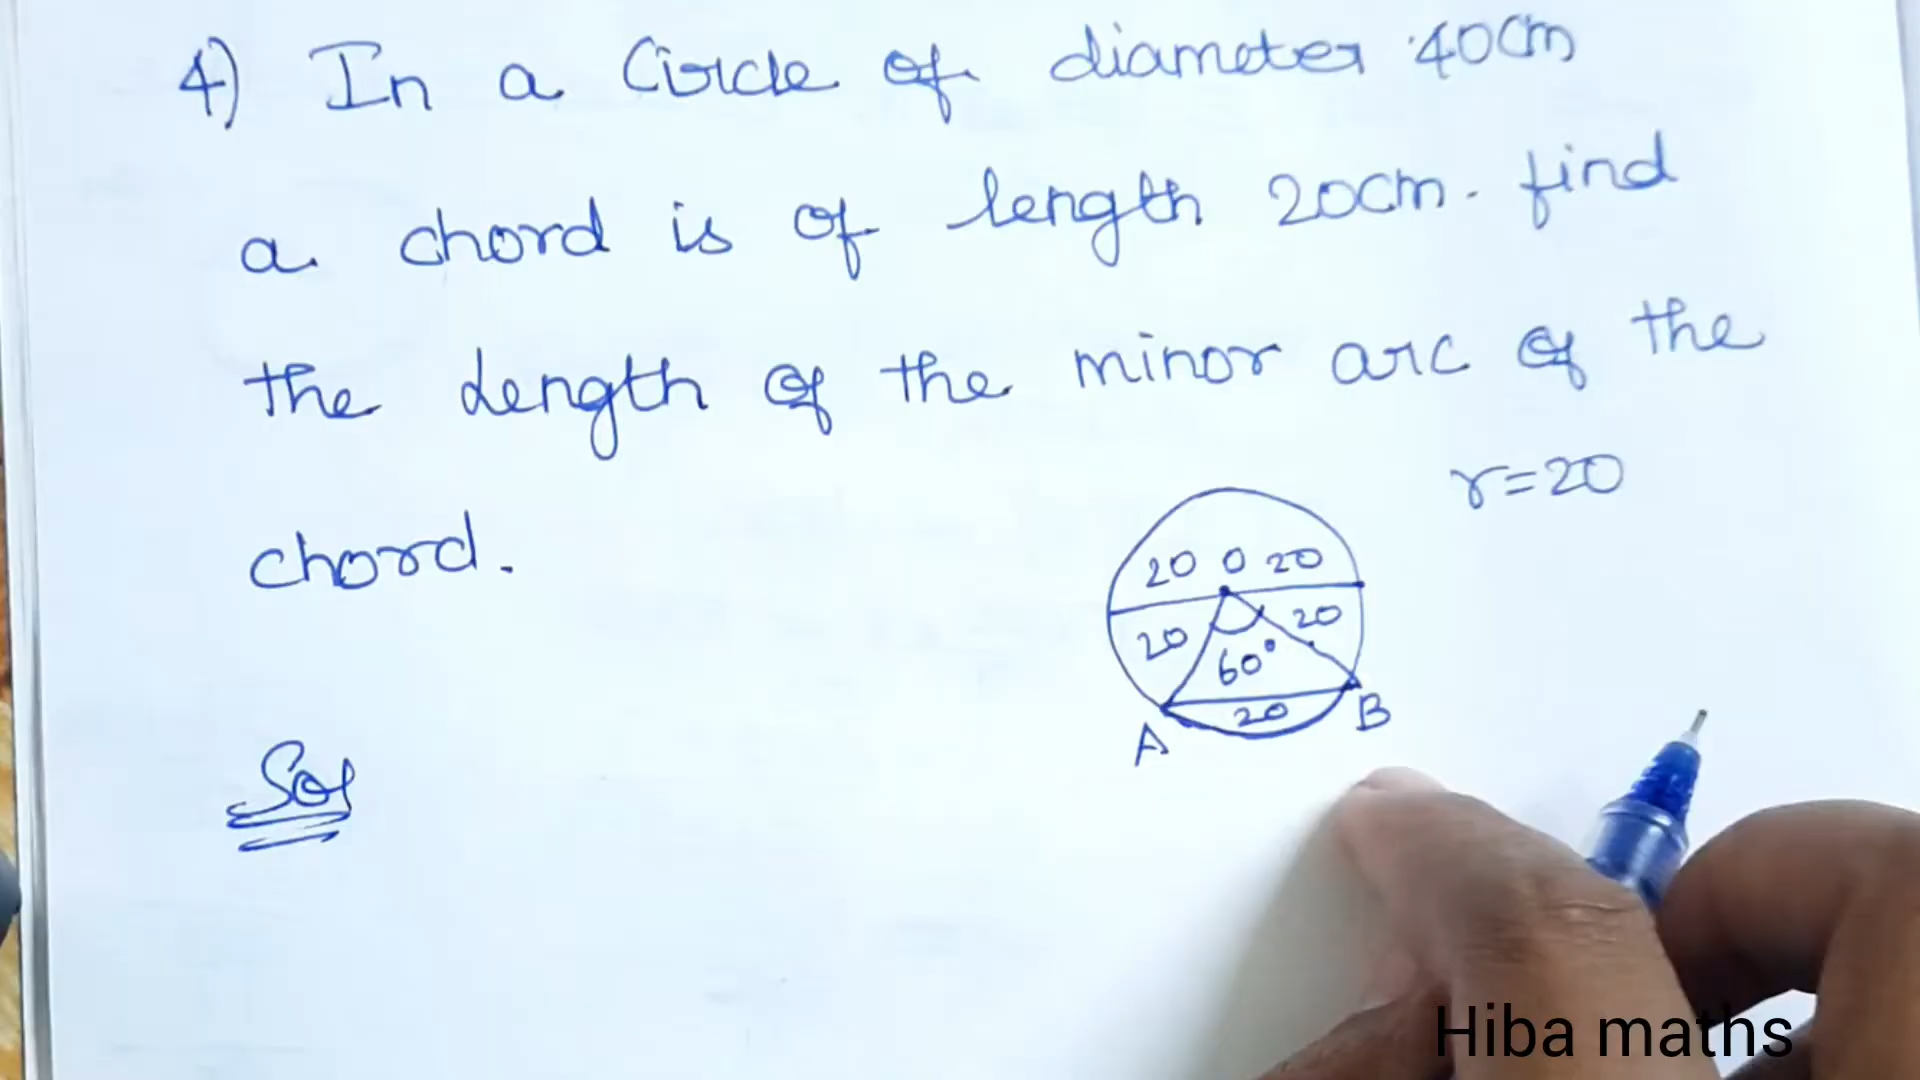 4) In a Circle of diameter 40cm
a chord is of length 20cm. find
the length of the minor arc of the
chord.
r=20
20 O 20
20 20
60°
20
A B
Sol
Hiba maths